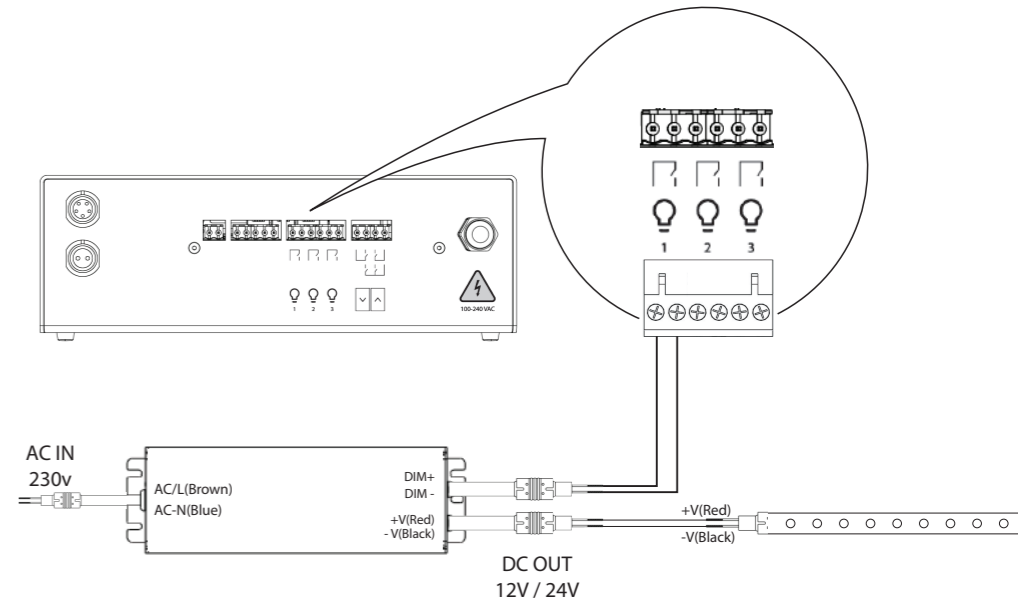 1 2 3
1 2 3
100-240 VAC
AC IN
230v
AC/L(Brown)
AC-N(Blue)
DIM+
DIM -
+V(Red)
- V(Black)
+V(Red)
-V(Black)
DC OUT
12V / 24V